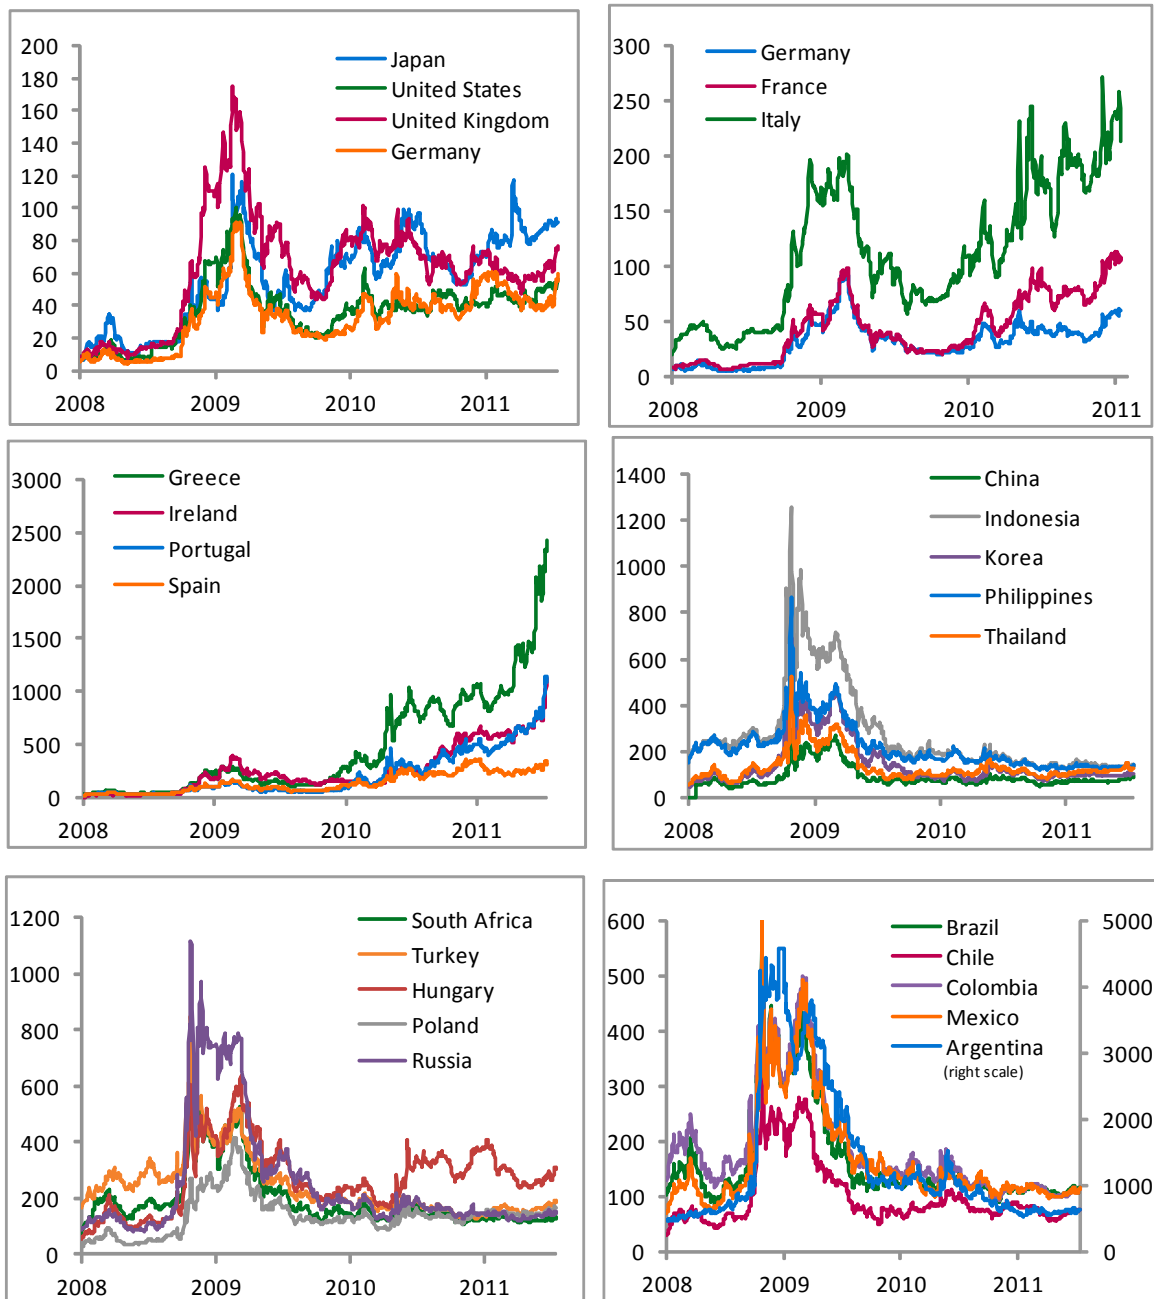 200
180
160
140
120
100
80
60
40
20
0
Japan
United States
United Kingdom
Germany
2008 2009 2010 2011
300
250
200
150
100
50
0
Germany
France
Italy
2008 2009 2010 2011
3000
2500
2000
1500
1000
500
0
Greece
Ireland
Portugal
Spain
2008 2009 2010 2011
1400
1200
1000
800
600
400
200
0
China
Indonesia
Korea
Philippines
Thailand
2008 2009 2010 2011
1200
1000
800
600
400
200
0
South Africa
Turkey
Hungary
Poland
Russia
2008 2009 2010 2011
600
500
400
300
200
100
0
Brazil
Chile
Colombia
Mexico
Argentina
(right scale)
5000
4000
3000
2000
1000
0
2008 2009 2010 2011